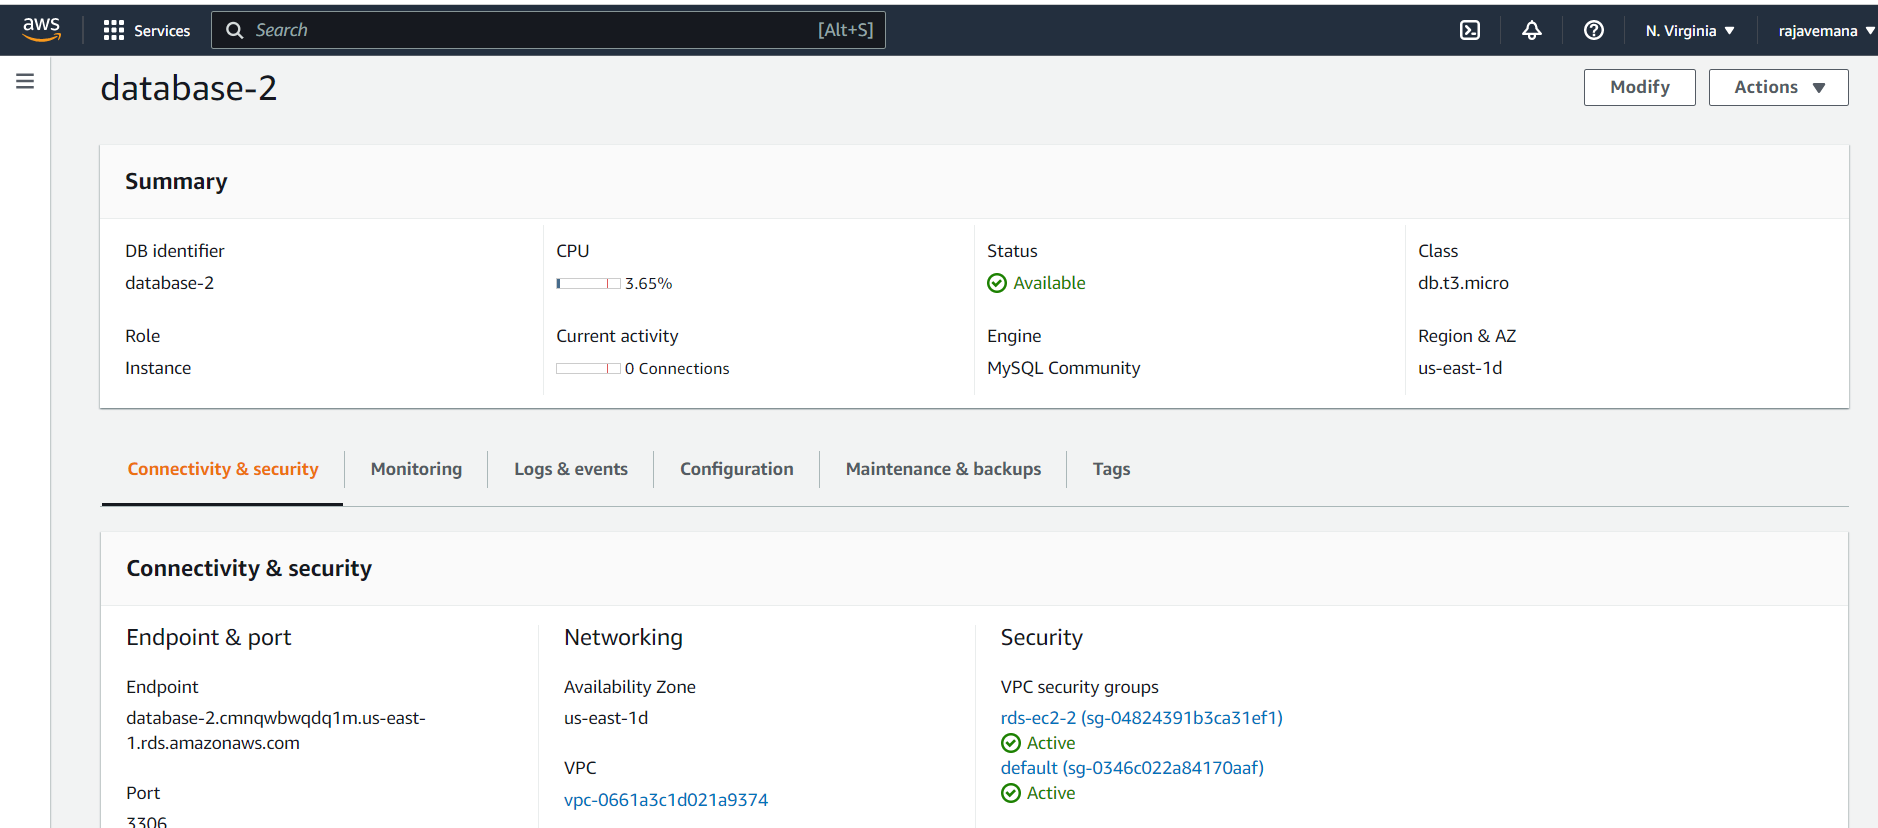 aws Services Search [Alt+S] N. Virginia rajavemana
database-2 Modify Actions
Summary
DB identifier CPU Status Class
database-2 3.65% Available db.t3.micro
Role Current activity Engine Region & AZ
Instance 0 Connections MySQL Community us-east-1d
Connectivity & security Monitoring Logs & events Configuration Maintenance & backups Tags
Connectivity & security
Endpoint & port
Endpoint
database-2.cmnqwbwqdq1m.us-east-
1.rds.amazonaws.com
Port
3306
Networking
Availability Zone
us-east-1d
VPC
vpc-0661a3c1d021a9374
Security
VPC security groups
rds-ec2-2 (sg-04824391b3ca31ef1)
Active
default (sg-0346c022a84170aaf)
Active